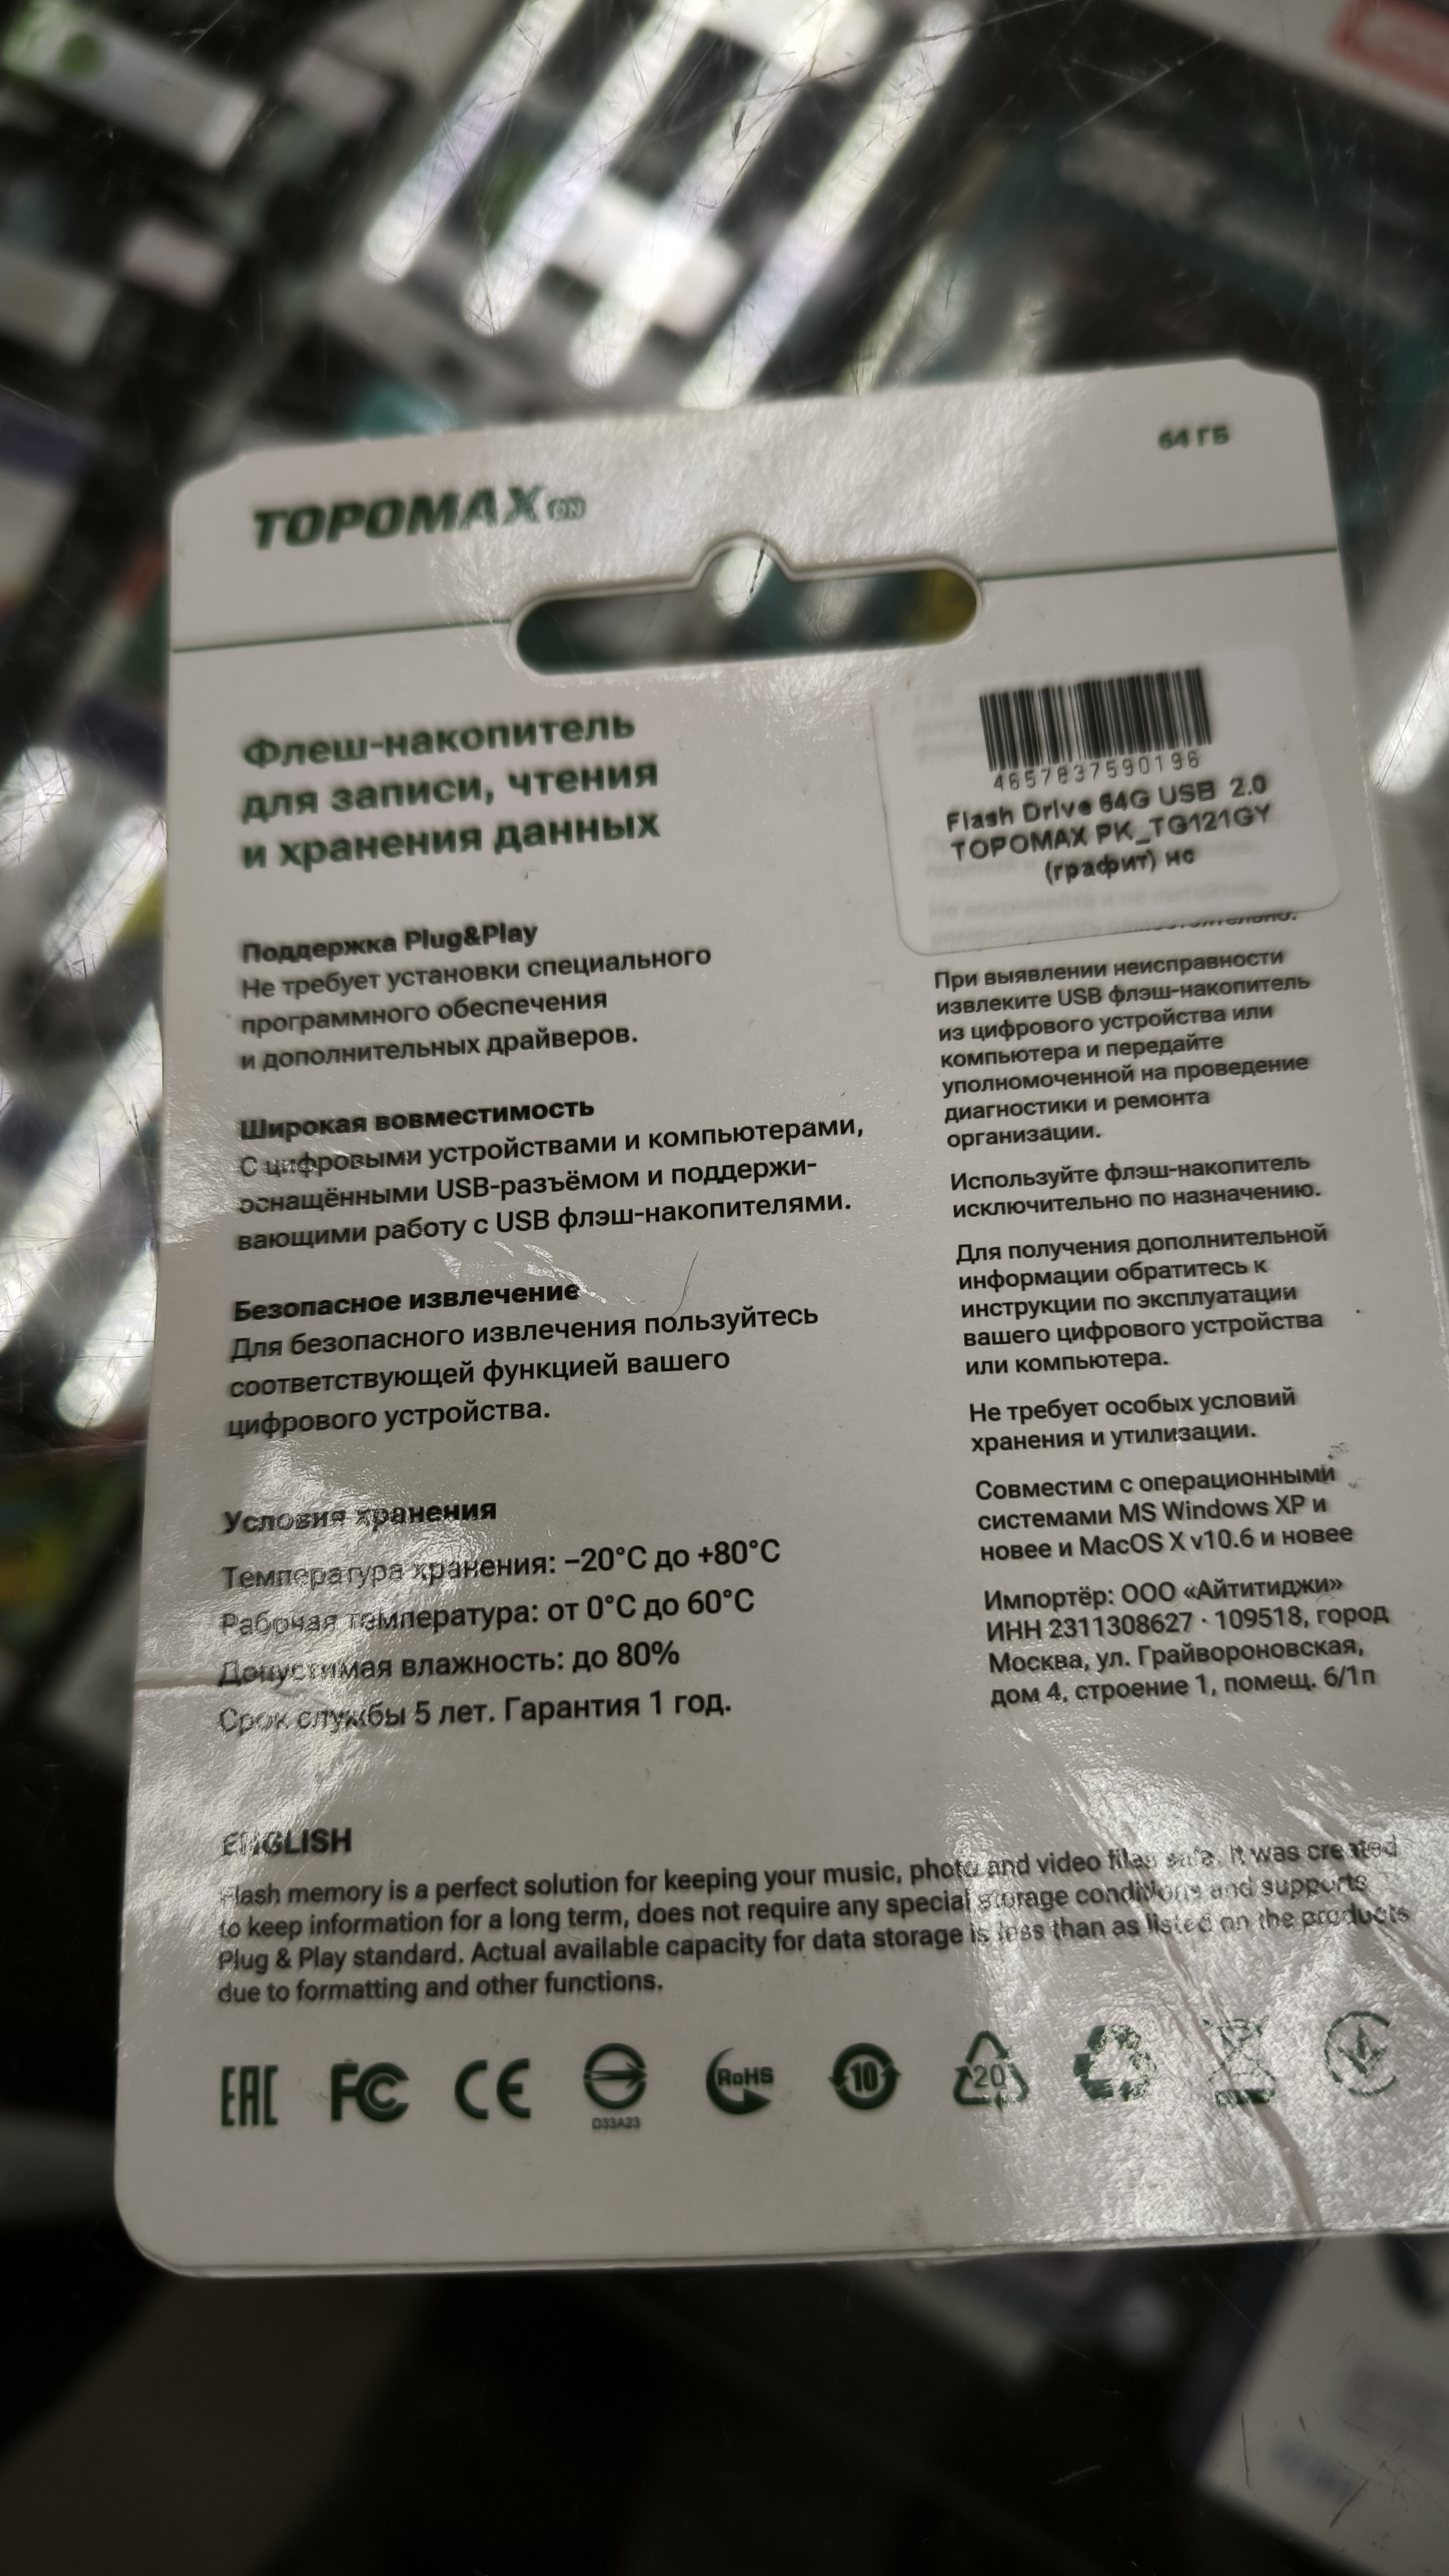 64 ГБ
TOPOMAX ON
Флеш-накопитель
для записи, чтения
и хранения данных
Поддержка Plug&Play
Не требует установки специального
программного обеспечения
и дополнительных драйверов.
Широкая вовместимость
С цифровыми устройствами и компьютерами,
оснащёнными USB-разъёмом и поддержи-
вающими работу с USB флэш-накопителями.
Безопасное извлечение
Для безопасного извлечения пользуйтесь
соответствующей функцией вашего
цифрового устройства.
Условия хранения
Температура хранения: –20°C до +80°C
Рабочая температура: от 0°C до 60°C
Допустимая влажность: до 80%
Срок службы 5 лет. Гарантия 1 год.
4657837590196
Flash Drive 64G USB 2.0
TOPOMAX PK_TG121GY
(графит) нс
При выявлении неисправности
извлеките USB флэш-накопитель
из цифрового устройства или
компьютера и передайте
уполномоченной на проведение
диагностики и ремонта
организации.
Используйте флэш-накопитель
исключительно по назначению.
Для получения дополнительной
информации обратитесь к
инструкции по эксплуатации
вашего цифрового устройства
или компьютера.
Не требует особых условий
хранения и утилизации.
Совместим с операционными
системами MS Windows XP и
новее и MacOS X v10.6 и новее
Импортёр: ООО «Айтитиджи»
ИНН 2311308627 · 109518, город
Москва, ул. Грайвороновская,
дом 4, строение 1, помещ. 6/1п
ENGLISH
Flash memory is a perfect solution for keeping your music, photo and video files safe. It was created
to keep information for a long term, does not require any special storage conditions and supports
Plug & Play standard. Actual available capacity for data storage is less than as listed on the products
due to formatting and other functions.
EAC FC CE D33A23 RoHS 10 20